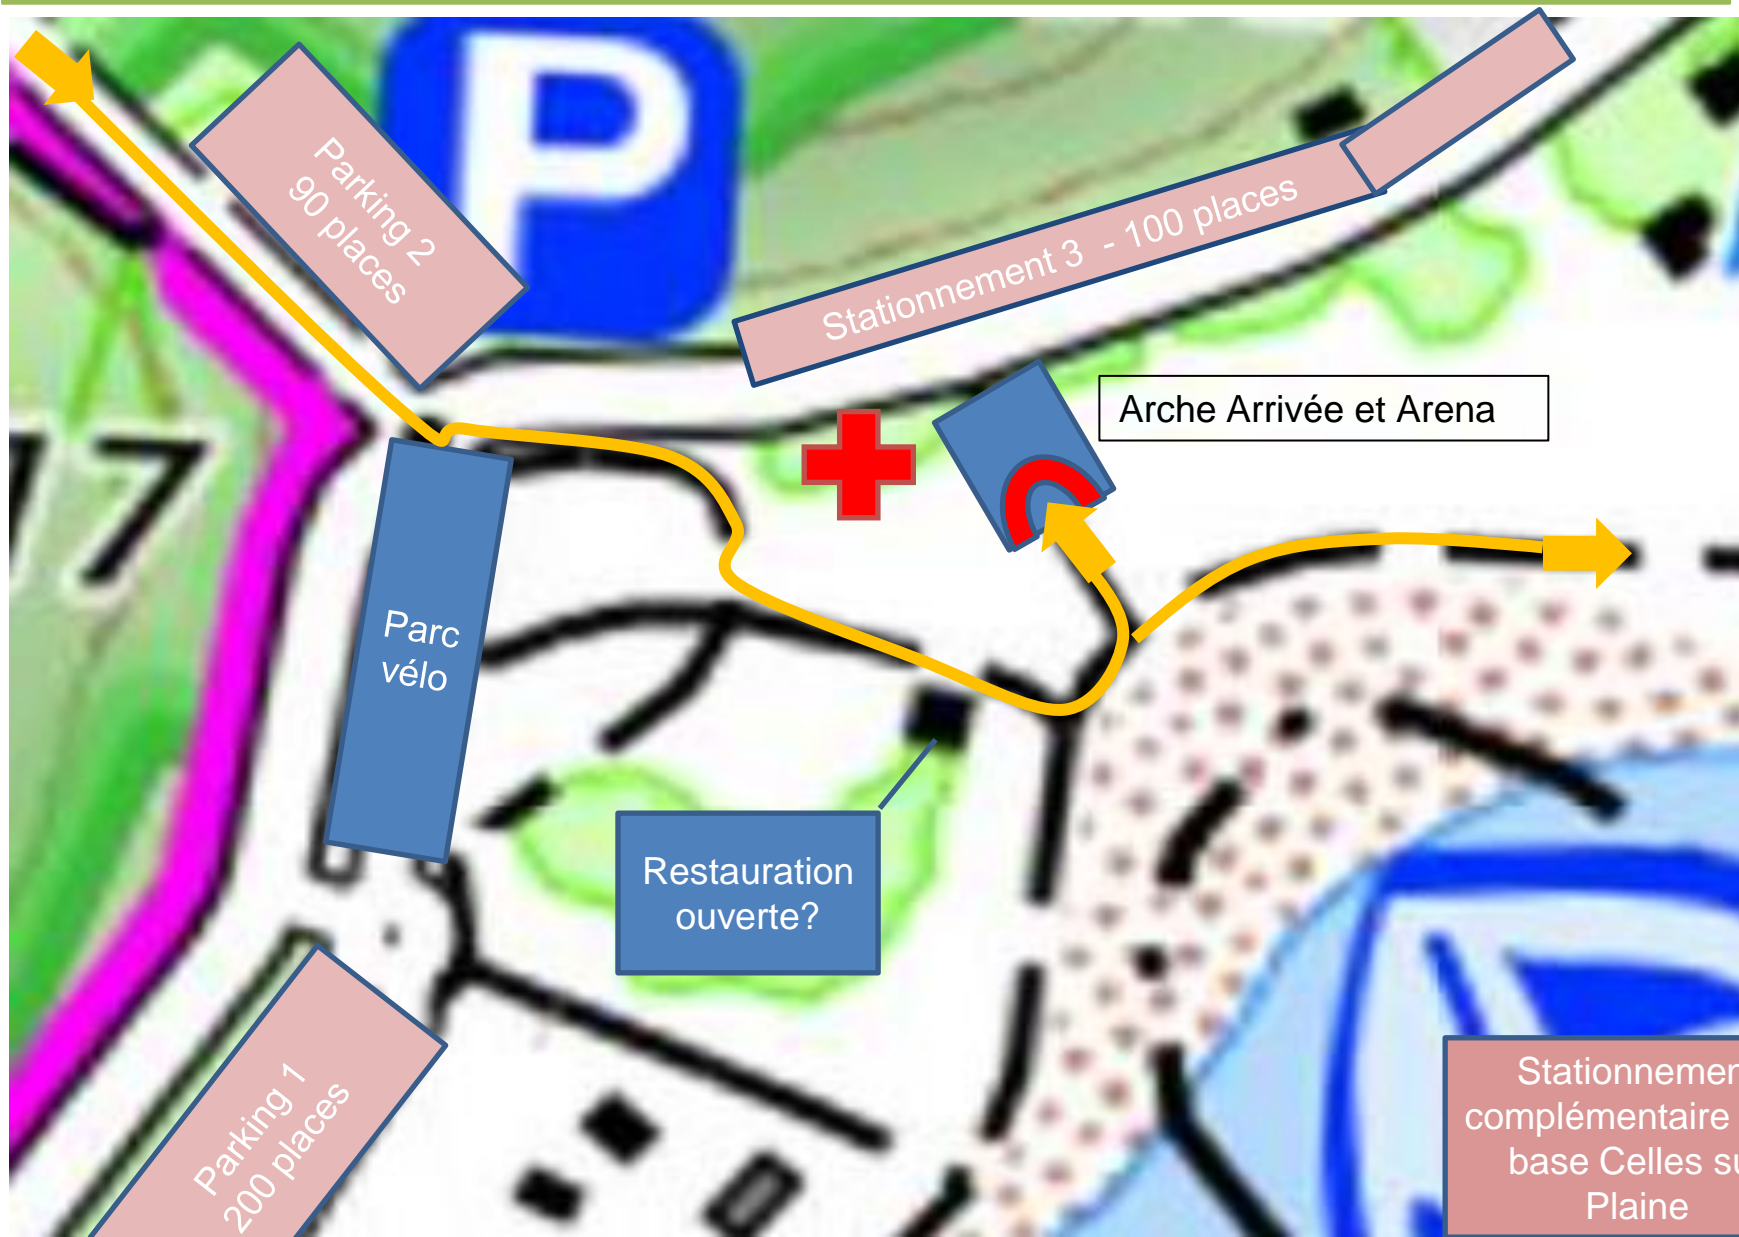 P
Parking 2
90 places
Stationnement 3 - 100 places
Arche Arrivée et Arena
17
Parc
vélo
Restauration
ouverte?
Parking 1
200 places
complémentaire
base Celles
Plaine